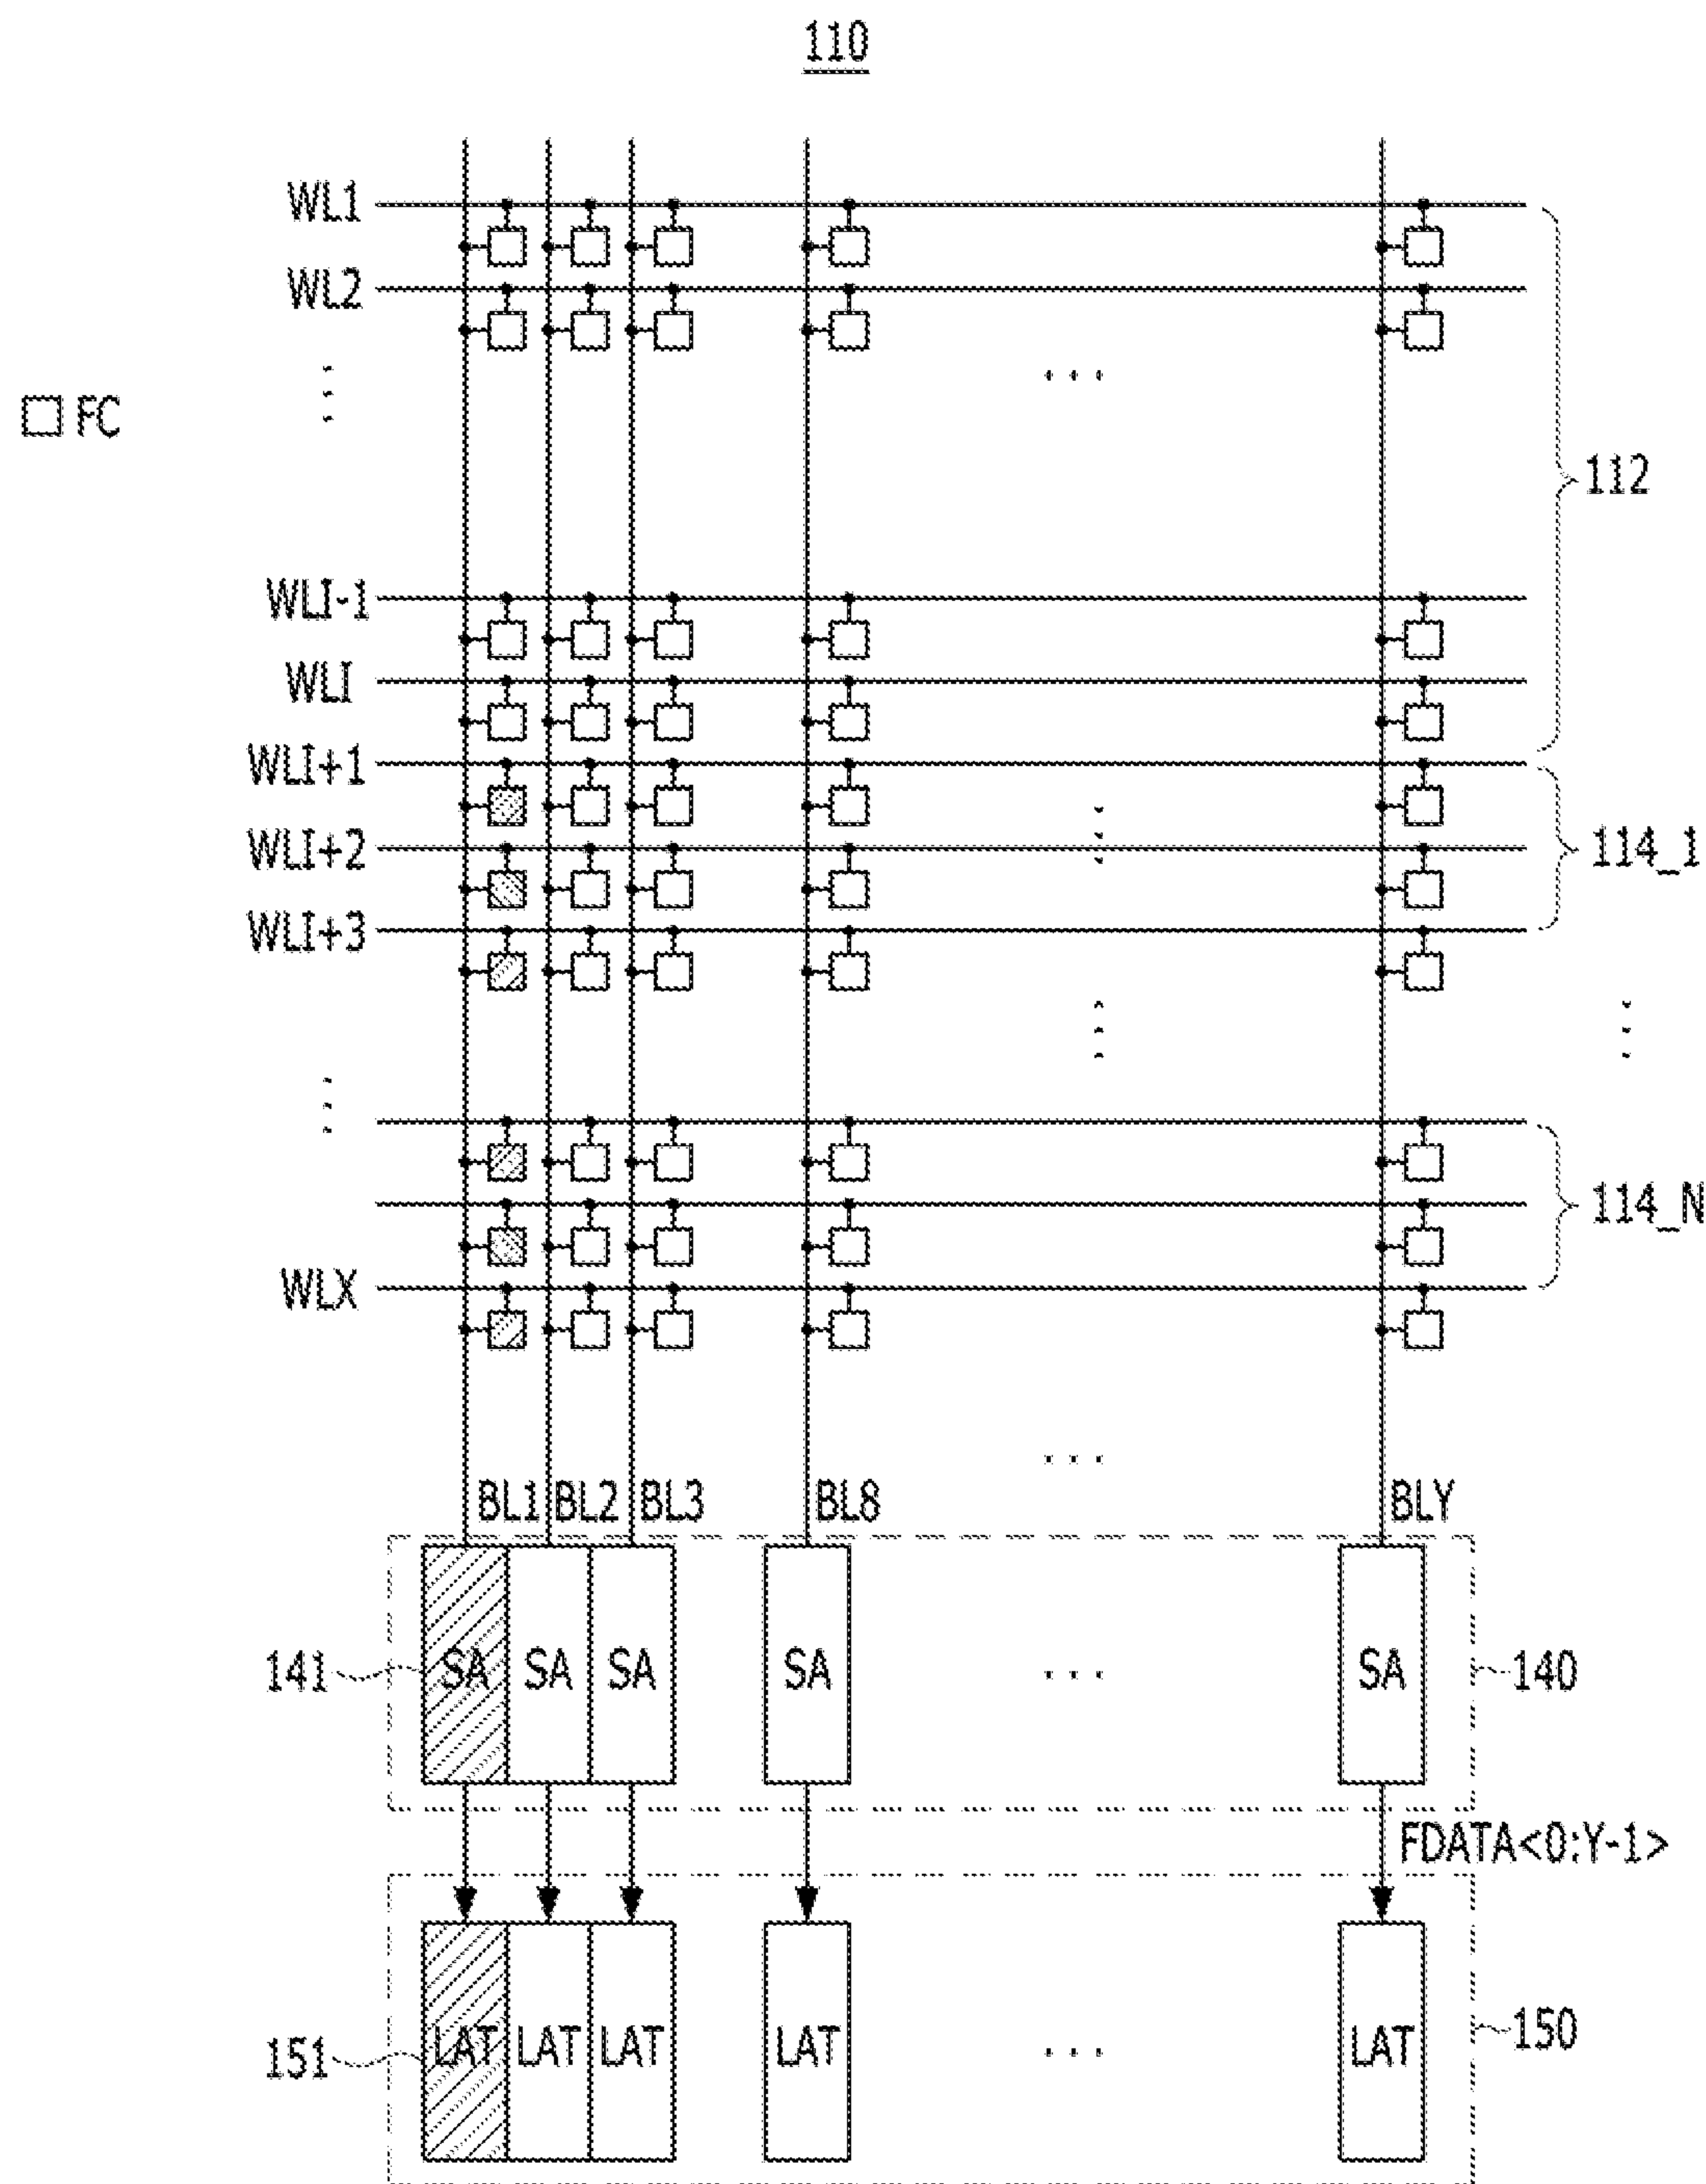 110
WL1
WL2
FC
112
WLI-1
WLI
WLI+1
WLI+2
114_1
WLI+3
114_N
WLX
BL1 BL2 BL3 BL8 BLY
141 SA SA SA SA ... SA 140
FDATA<0:Y-1>
151 LAT LAT LAT LAT ... LAT 150